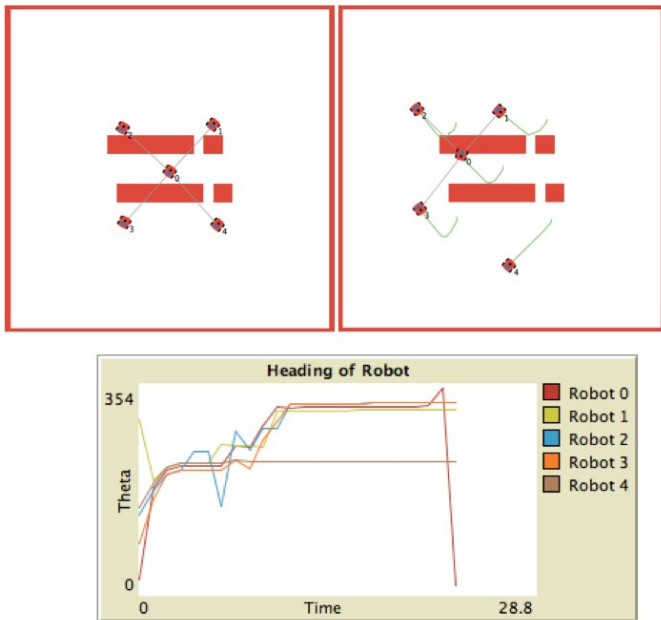 2 1
0
3 4
2 1
0
3
4
Heading of Robot
354
Theta
0
0 Time 28.8
Robot 0
Robot 1
Robot 2
Robot 3
Robot 4